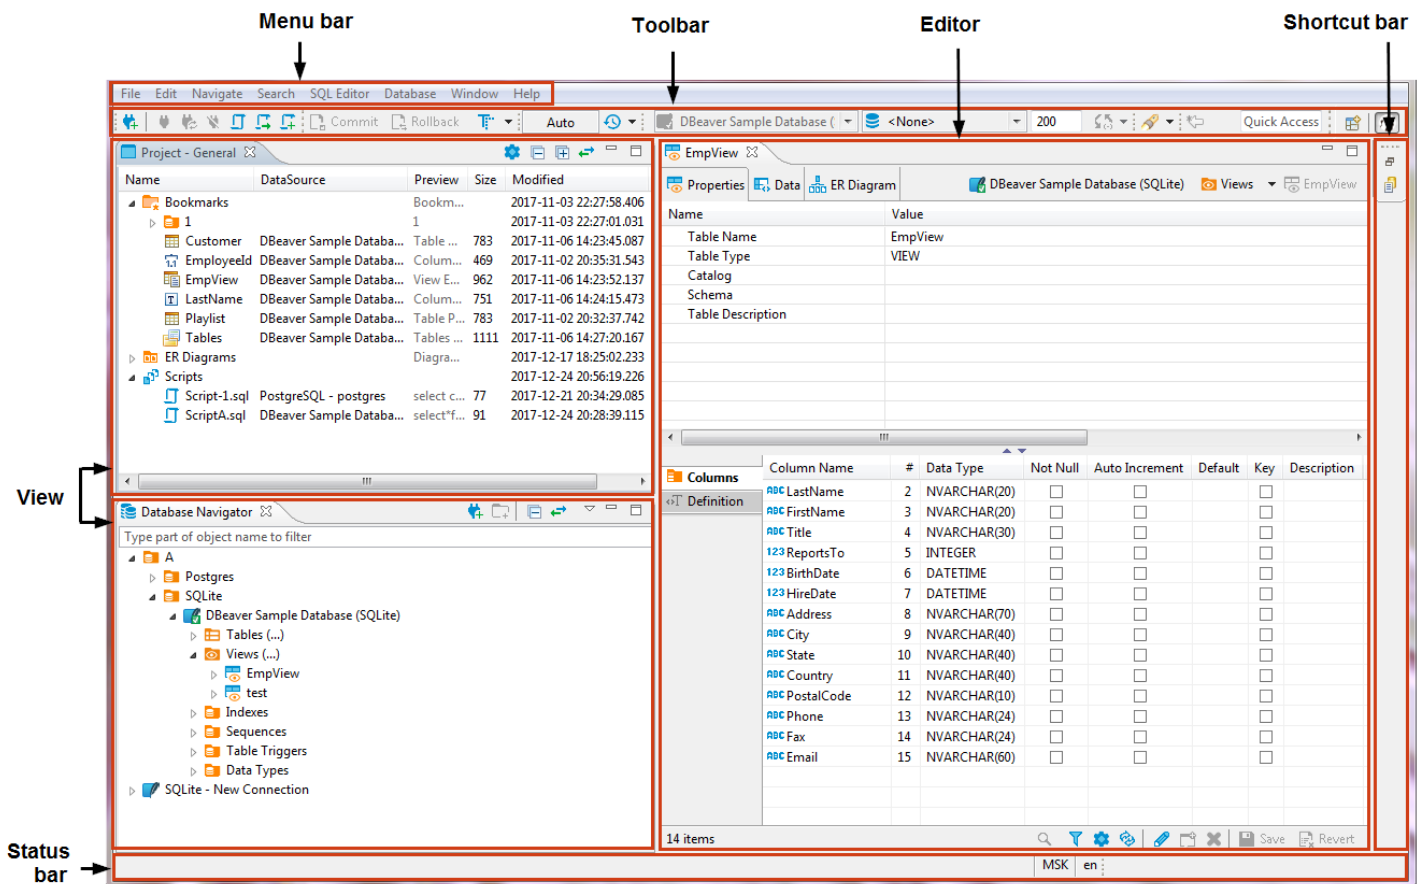 Menu bar
Toolbar
Editor
Shortcut bar
File Edit Navigate Search SQL Editor Database Window Help
Commit Rollback Auto DBeaver Sample Database ( <None> 200 Quick Access
Project - General
Name DataSource Preview Size Modified
Bookmarks Bookm... 2017-11-03 22:27:58.406
1 1 2017-11-03 22:27:01.031
Customer DBeaver Sample Databa... Table ... 783 2017-11-06 14:23:45.087
EmployeeId DBeaver Sample Databa... Colum... 469 2017-11-02 20:35:31.543
EmpView DBeaver Sample Databa... View E... 962 2017-11-06 14:23:52.137
LastName DBeaver Sample Databa... Colum... 751 2017-11-06 14:24:15.473
Playlist DBeaver Sample Databa... Table P... 783 2017-11-02 20:32:37.742
Tables DBeaver Sample Databa... Tables ... 1111 2017-11-06 14:27:20.167
ER Diagrams Diagra... 2017-12-17 18:25:02.233
Scripts 2017-12-24 20:56:19.226
Script-1.sql PostgreSQL - postgres select c... 77 2017-12-21 20:34:29.085
ScriptA.sql DBeaver Sample Databa... select*f... 91 2017-12-24 20:28:39.115
View
Database Navigator
Type part of object name to filter
A
Postgres
SQLite
DBeaver Sample Database (SQLite)
Tables (...)
Views (...)
EmpView
test
Indexes
Sequences
Table Triggers
Data Types
SQLite - New Connection
EmpView
Properties Data ER Diagram DBeaver Sample Database (SQLite) Views EmpView
Name Value
Table Name EmpView
Table Type VIEW
Catalog
Schema
Table Description
Columns
Definition
Column Name # Data Type Not Null Auto Increment Default Key Description
ABC LastName 2 NVARCHAR(20)
ABC FirstName 3 NVARCHAR(20)
ABC Title 4 NVARCHAR(30)
123 ReportsTo 5 INTEGER
123 BirthDate 6 DATETIME
123 HireDate 7 DATETIME
ABC Address 8 NVARCHAR(70)
ABC City 9 NVARCHAR(40)
ABC State 10 NVARCHAR(40)
ABC Country 11 NVARCHAR(40)
ABC PostalCode 12 NVARCHAR(10)
ABC Phone 13 NVARCHAR(24)
ABC Fax 14 NVARCHAR(24)
ABC Email 15 NVARCHAR(60)
14 items Save Revert
Status
bar
MSK en